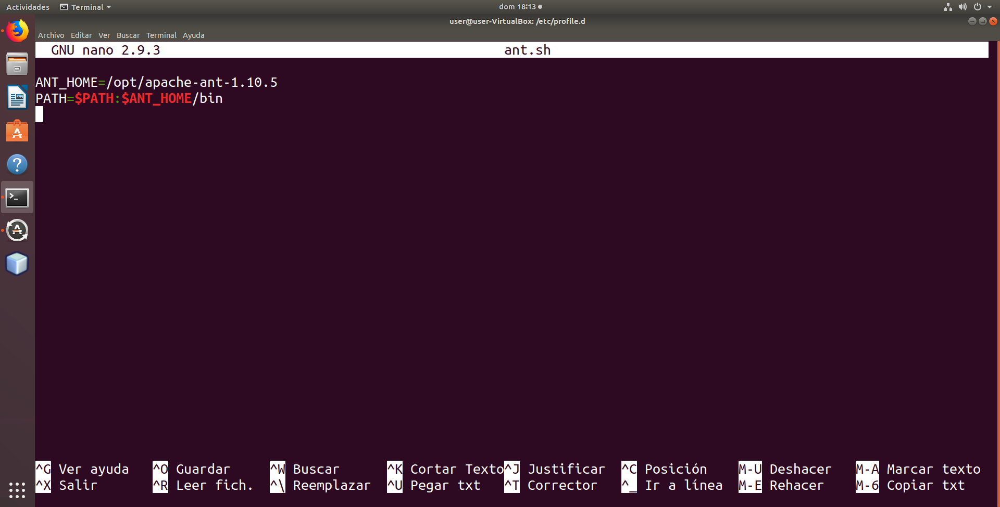 Actividades Terminal dom 18:13
user@user-VirtualBox: /etc/profile.d
Archivo Editar Ver Buscar Terminal Ayuda
GNU nano 2.9.3 ant.sh
ANT_HOME=/opt/apache-ant-1.10.5
PATH=$PATH:$ANT_HOME/bin
^G Ver ayuda ^O Guardar ^W Buscar ^K Cortar Texto ^J Justificar ^C Posición M-U Deshacer M-A Marcar texto
^X Salir ^R Leer fich. ^\ Reemplazar ^U Pegar txt ^T Corrector ^_ Ir a línea M-E Rehacer M-6 Copiar txt